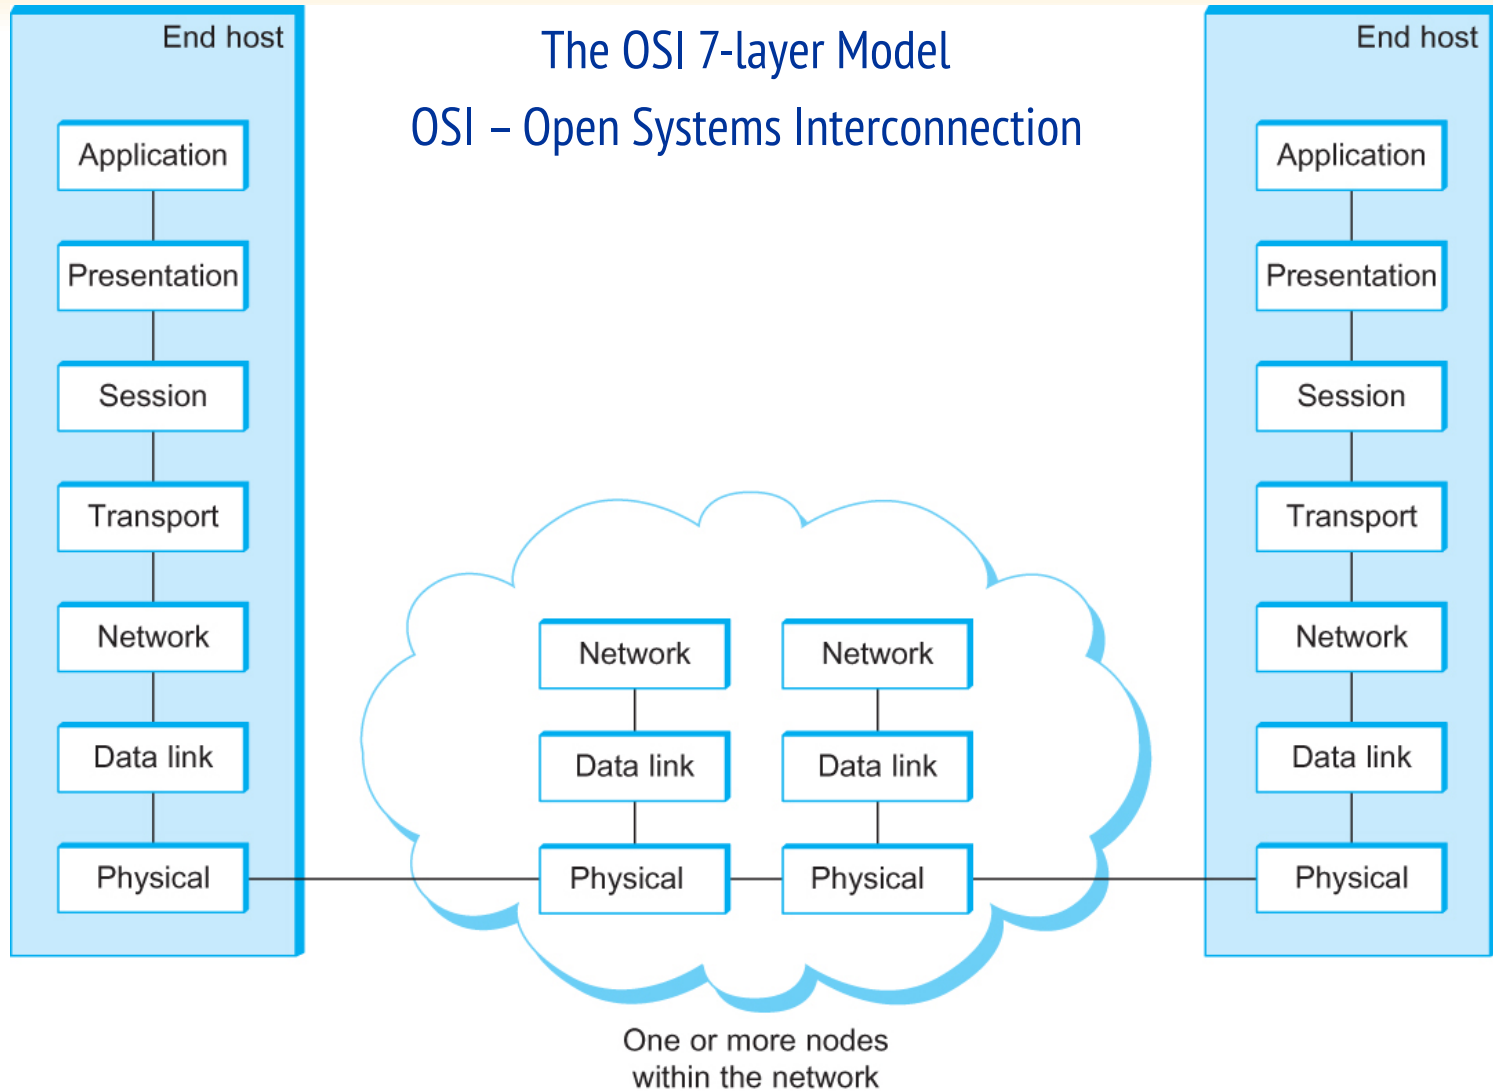 The OSI 7-layer Model
OSI – Open Systems Interconnection
End host
Application
Presentation
Session
Transport
Network
Data link
Physical
Network
Data link
Physical
Network
Data link
Physical
One or more nodes
within the network
End host
Application
Presentation
Session
Transport
Network
Data link
Physical